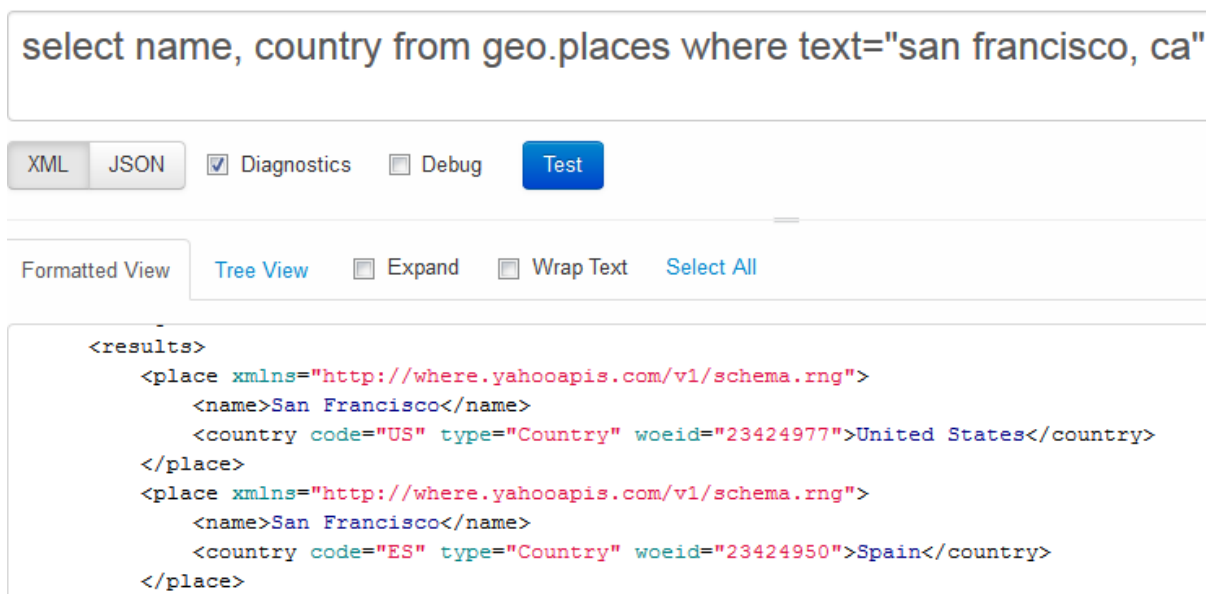 select name, country from geo.places where text="san francisco, ca"
XML JSON Diagnostics Debug Test
Formatted View Tree View Expand Wrap Text Select All
<results>
<place xmlns="http://where.yahooapis.com/v1/schema.rng">
<name>San Francisco</name>
<country code="US" type="Country" woeid="23424977">United States</country>
</place>
<place xmlns="http://where.yahooapis.com/v1/schema.rng">
<name>San Francisco</name>
<country code="ES" type="Country" woeid="23424950">Spain</country>
</place>